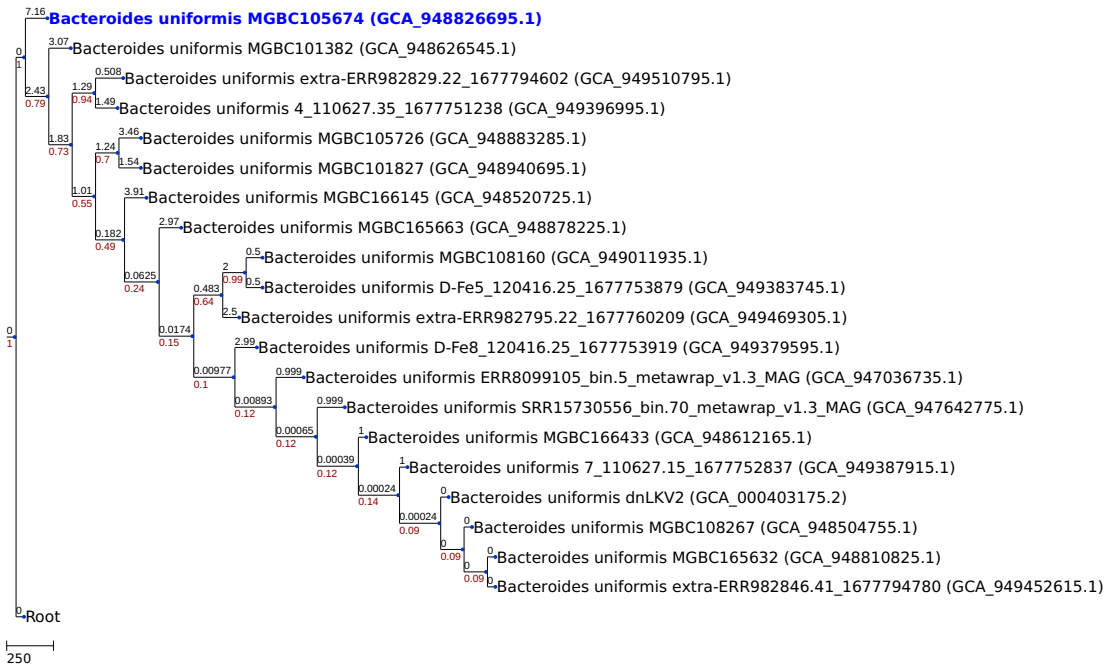 7.16 Bacteroides uniformis MGBC105674 (GCA_948826695.1)
0
1
3.07 Bacteroides uniformis MGBC101382 (GCA_948626545.1)
2.43
0.79
0.508 Bacteroides uniformis extra-ERR982829.22_1677794602 (GCA_949510795.1)
1.29
0.94
1.49 Bacteroides uniformis 4_110627.35_1677751238 (GCA_949396995.1)
1.83
0.73
3.46 Bacteroides uniformis MGBC105726 (GCA_948883285.1)
1.24
0.7
1.54 Bacteroides uniformis MGBC101827 (GCA_948940695.1)
1.01
0.55
3.91 Bacteroides uniformis MGBC166145 (GCA_948520725.1)
0.182
0.49
2.97 Bacteroides uniformis MGBC165663 (GCA_948878225.1)
0.0625
0.24
0.5 Bacteroides uniformis MGBC108160 (GCA_949011935.1)
2
0.99
0.5 Bacteroides uniformis D-Fe5_120416.25_1677753879 (GCA_949383745.1)
0.483
0.64
2.5 Bacteroides uniformis extra-ERR982795.22_1677760209 (GCA_949469305.1)
0.0174
0.15
2.99 Bacteroides uniformis D-Fe8_120416.25_1677753919 (GCA_949379595.1)
0.00977
0.1
0.999 Bacteroides uniformis ERR8099105_bin.5_metawrap_v1.3_MAG (GCA_947036735.1)
0.00893
0.12
0.999 Bacteroides uniformis SRR15730556_bin.70_metawrap_v1.3_MAG (GCA_947642775.1)
0.00065
0.12
1 Bacteroides uniformis MGBC166433 (GCA_948612165.1)
0.00039
0.12
1 Bacteroides uniformis 7_110627.15_1677752837 (GCA_949387915.1)
0.00024
0.14
0 Bacteroides uniformis dnLKV2 (GCA_000403175.2)
0.00024
0.09
0 Bacteroides uniformis MGBC108267 (GCA_948504755.1)
0
0.09
0 Bacteroides uniformis MGBC165632 (GCA_948810825.1)
0
0.09
0 Bacteroides uniformis extra-ERR982846.41_1677794780 (GCA_949452615.1)
0
1
0 Root
250